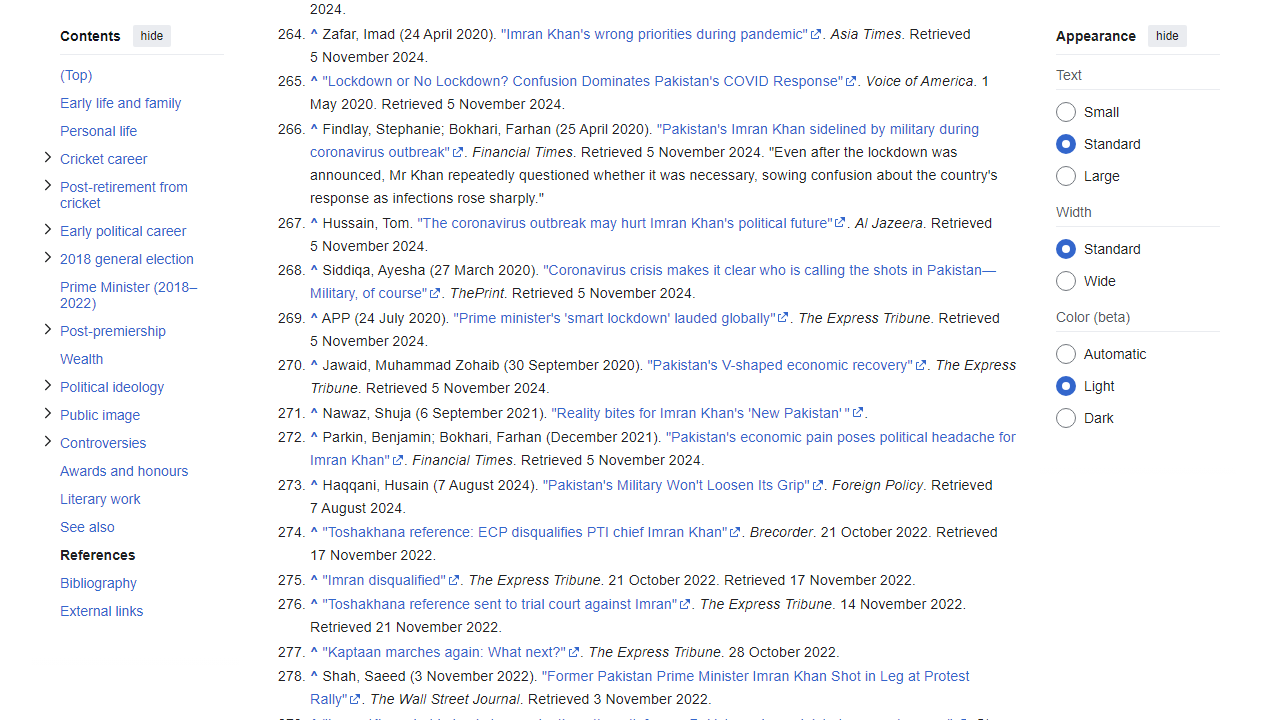 Contents hide
(Top)
Early life and family
Personal life
Cricket career
Post-retirement from
cricket
Early political career
2018 general election
Prime Minister (2018–
2022)
Post-premiership
Wealth
Political ideology
Public image
Controversies
Awards and honours
Literary work
See also
References
Bibliography
External links
2024.
264. ^ Zafar, Imad (24 April 2020). "Imran Khan's wrong priorities during pandemic". Asia Times. Retrieved
5 November 2024.
265. ^ "Lockdown or No Lockdown? Confusion Dominates Pakistan's COVID Response". Voice of America. 1
May 2020. Retrieved 5 November 2024.
266. ^ Findlay, Stephanie; Bokhari, Farhan (25 April 2020). "Pakistan's Imran Khan sidelined by military during
coronavirus outbreak". Financial Times. Retrieved 5 November 2024. "Even after the lockdown was
announced, Mr Khan repeatedly questioned whether it was necessary, sowing confusion about the country's
response as infections rose sharply."
267. ^ Hussain, Tom. "The coronavirus outbreak may hurt Imran Khan's political future". Al Jazeera. Retrieved
5 November 2024.
268. ^ Siddiqa, Ayesha (27 March 2020). "Coronavirus crisis makes it clear who is calling the shots in Pakistan—
Military, of course". ThePrint. Retrieved 5 November 2024.
269. ^ APP (24 July 2020). "Prime minister's 'smart lockdown' lauded globally". The Express Tribune. Retrieved
5 November 2024.
270. ^ Jawaid, Muhammad Zohaib (30 September 2020). "Pakistan's V-shaped economic recovery". The Express
Tribune. Retrieved 5 November 2024.
271. ^ Nawaz, Shuja (6 September 2021). "Reality bites for Imran Khan's 'New Pakistan' ".
272. ^ Parkin, Benjamin; Bokhari, Farhan (December 2021). "Pakistan's economic pain poses political headache for
Imran Khan". Financial Times. Retrieved 5 November 2024.
273. ^ Haqqani, Husain (7 August 2024). "Pakistan's Military Won't Loosen Its Grip". Foreign Policy. Retrieved
7 August 2024.
274. ^ "Toshakhana reference: ECP disqualifies PTI chief Imran Khan". Brecorder. 21 October 2022. Retrieved
17 November 2022.
275. ^ "Imran disqualified". The Express Tribune. 21 October 2022. Retrieved 17 November 2022.
276. ^ "Toshakhana reference sent to trial court against Imran". The Express Tribune. 14 November 2022.
Retrieved 21 November 2022.
277. ^ "Kaptaan marches again: What next?". The Express Tribune. 28 October 2022.
278. ^ Shah, Saeed (3 November 2022). "Former Pakistan Prime Minister Imran Khan Shot in Leg at Protest
Rally". The Wall Street Journal. Retrieved 3 November 2022.
Appearance hide
Text
Small
Standard
Large
Width
Standard
Wide
Color (beta)
Automatic
Light
Dark